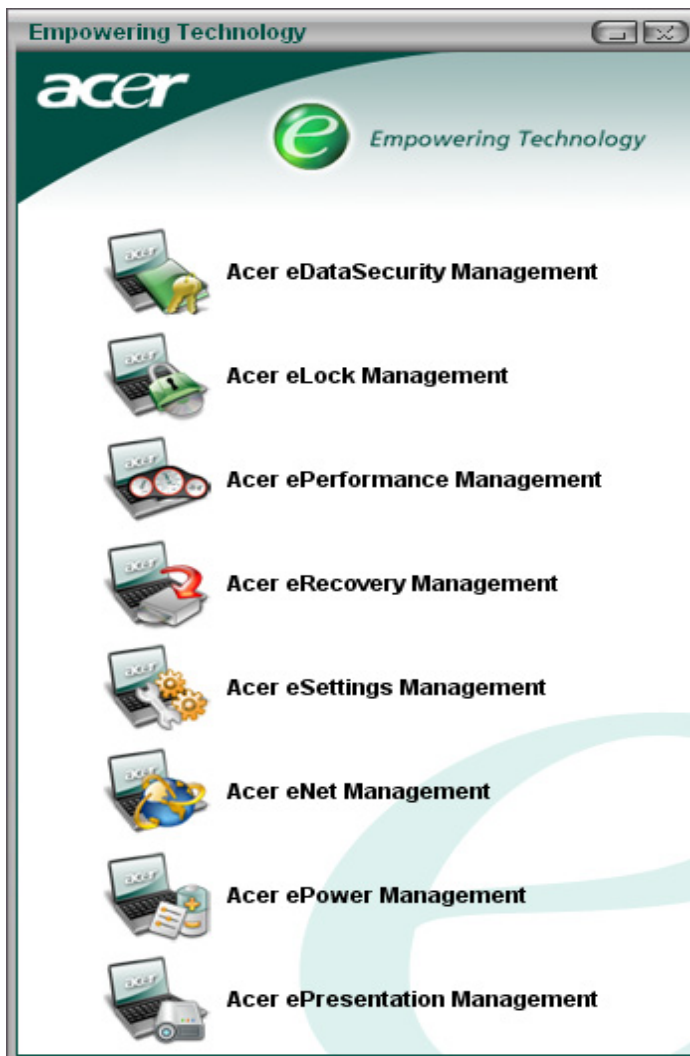 Empowering Technology
acer
e Empowering Technology
Acer eDataSecurity Management
Acer eLock Management
Acer ePerformance Management
Acer eRecovery Management
Acer eSettings Management
Acer eNet Management
Acer ePower Management
Acer ePresentation Management